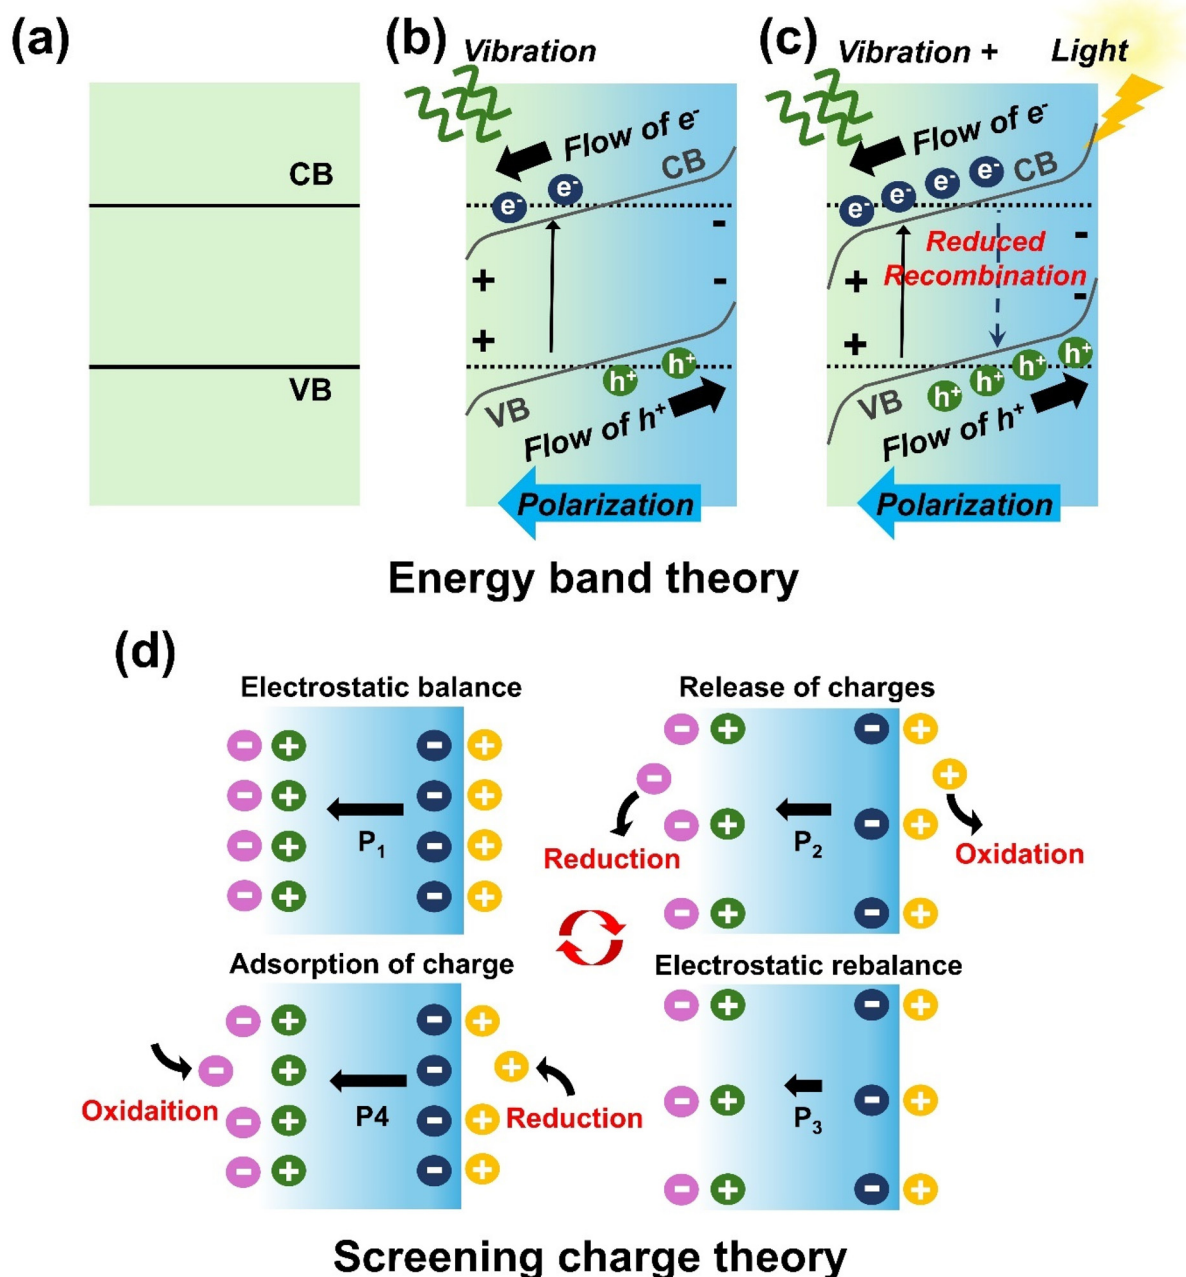 (a)
CB
VB
(b)
Vibration
Flow of e⁻
CB
e⁻ e⁻
-
+ -
+
h⁺ h⁺
VB
Flow of h⁺
Polarization
(c)
Vibration + Light
Flow of e⁻
CB
e⁻ e⁻ e⁻ e⁻
Reduced -
+ Recombination
-
+
h⁺ h⁺ h⁺ h⁺
VB
Flow of h⁺
Polarization
Energy band theory
(d)
Electrostatic balance
- + - +
- + - +
P₁
- + - +
- + - +
Release of charges
- + - +
- +
- + - +
P₂
Reduction Oxidation
- + - +
Adsorption of charge
- + - +
- + - +
Oxidaition P4 Reduction
- + - +
- + - +
Electrostatic rebalance
- + - +
- + - +
P₃
- + - +
Screening charge theory